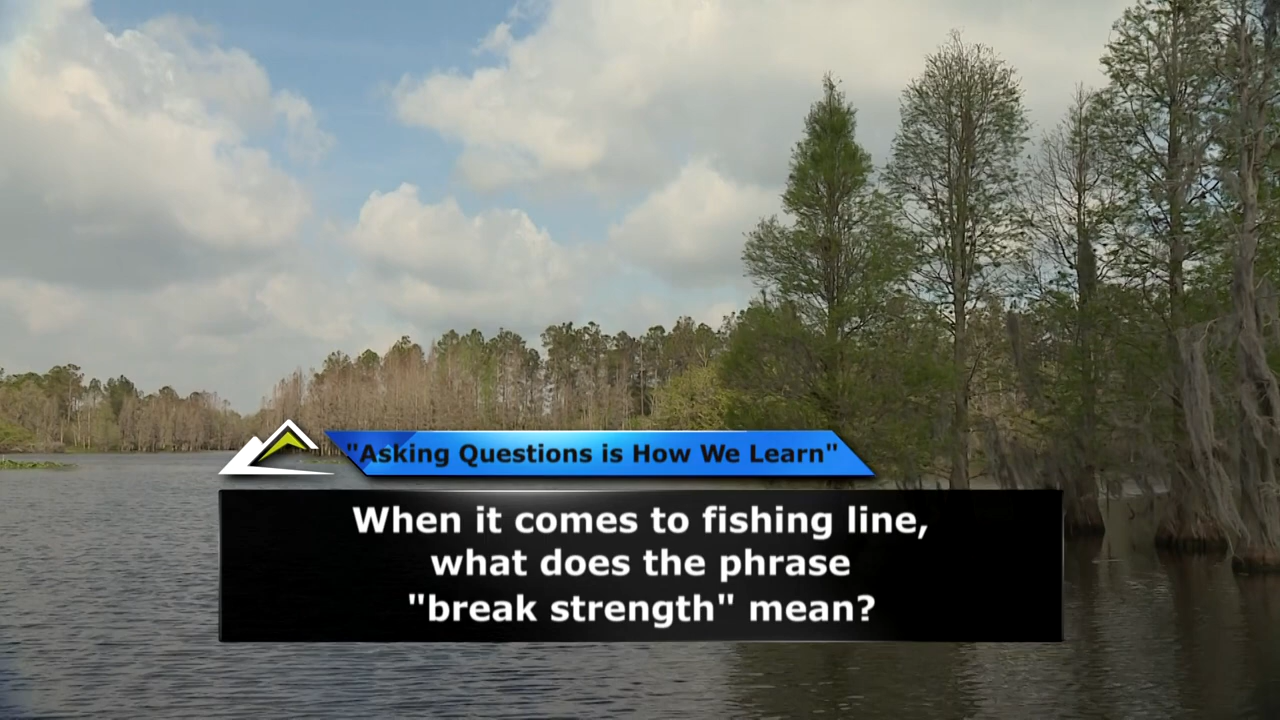 "Asking Questions is How We Learn"
When it comes to fishing line,
what does the phrase
"break strength" mean?